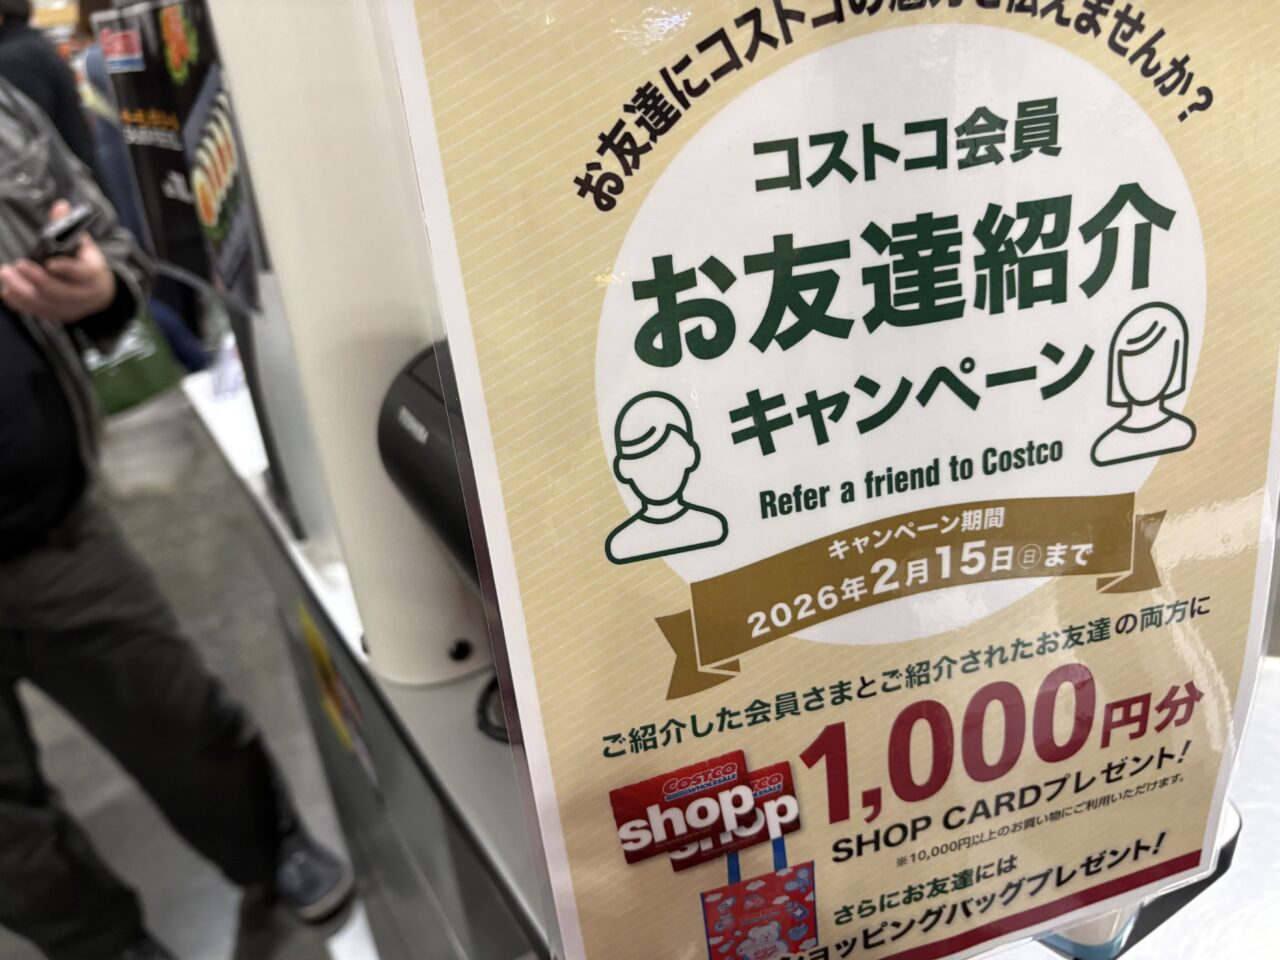 お友達にコストコの魅力を伝えませんか?
コストコ会員
お友達紹介
キャンペーン
Refer a friend to Costco
キャンペーン期間
2026年2月15日㊐まで
ご紹介した会員さまとご紹介されたお友達の両方に
1,000円分
SHOP CARDプレゼント!
※10,000円以上のお買い物にご利用いただけます。
COSTCO
WHOLESALE
shop
shop
さらにお友達には
ショッピングバッグプレゼント!
TOSHIBA